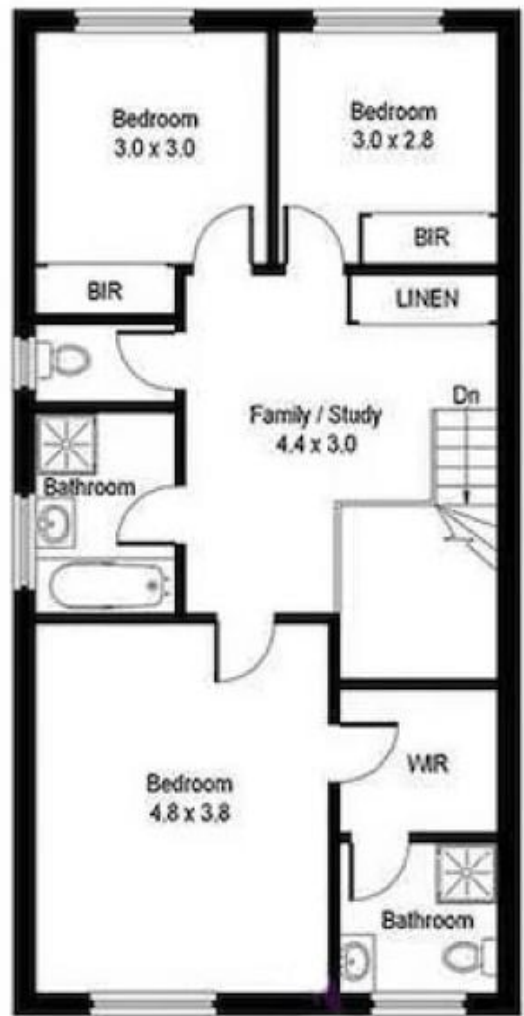 Bedroom
3.0 x 3.0
Bedroom
3.0 x 2.8
BIR
BIR
LINEN
Dn
Family / Study
4.4 x 3.0
Bathroom
Bedroom
4.8 x 3.8
WIR
Bathroom